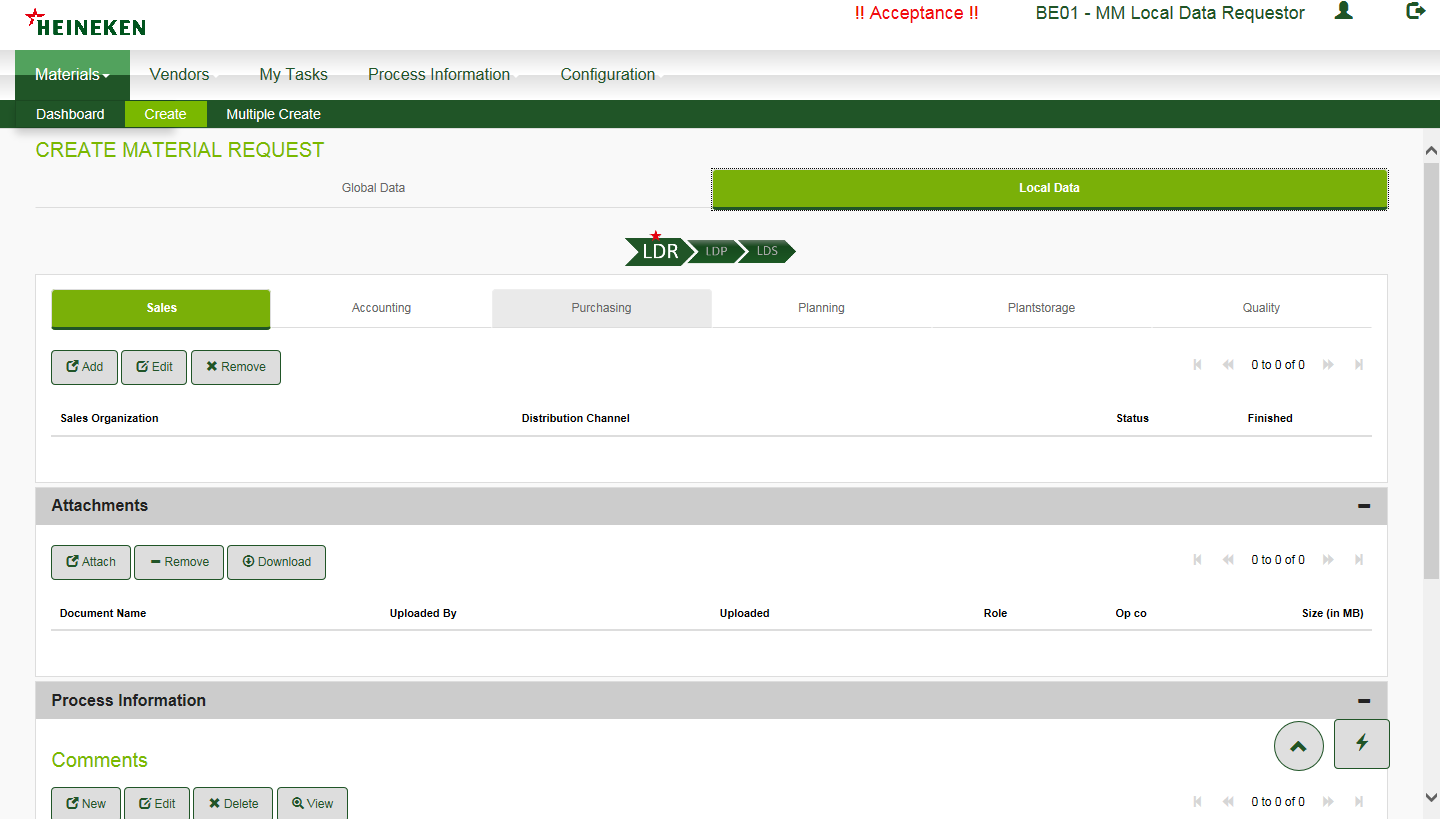 HEINEKEN
!! Acceptance !! BE01 - MM Local Data Requestor
Materials Vendors My Tasks Process Information Configuration
Dashboard Create Multiple Create
CREATE MATERIAL REQUEST
Global Data Local Data
LDR LDP LDS
Sales Accounting Purchasing Planning Plantstorage Quality
Add Edit Remove 0 to 0 of 0
Sales Organization Distribution Channel Status Finished
Attachments
Attach Remove Download 0 to 0 of 0
Document Name Uploaded By Uploaded Role Op co Size (in MB)
Process Information
Comments
New Edit Delete View 0 to 0 of 0